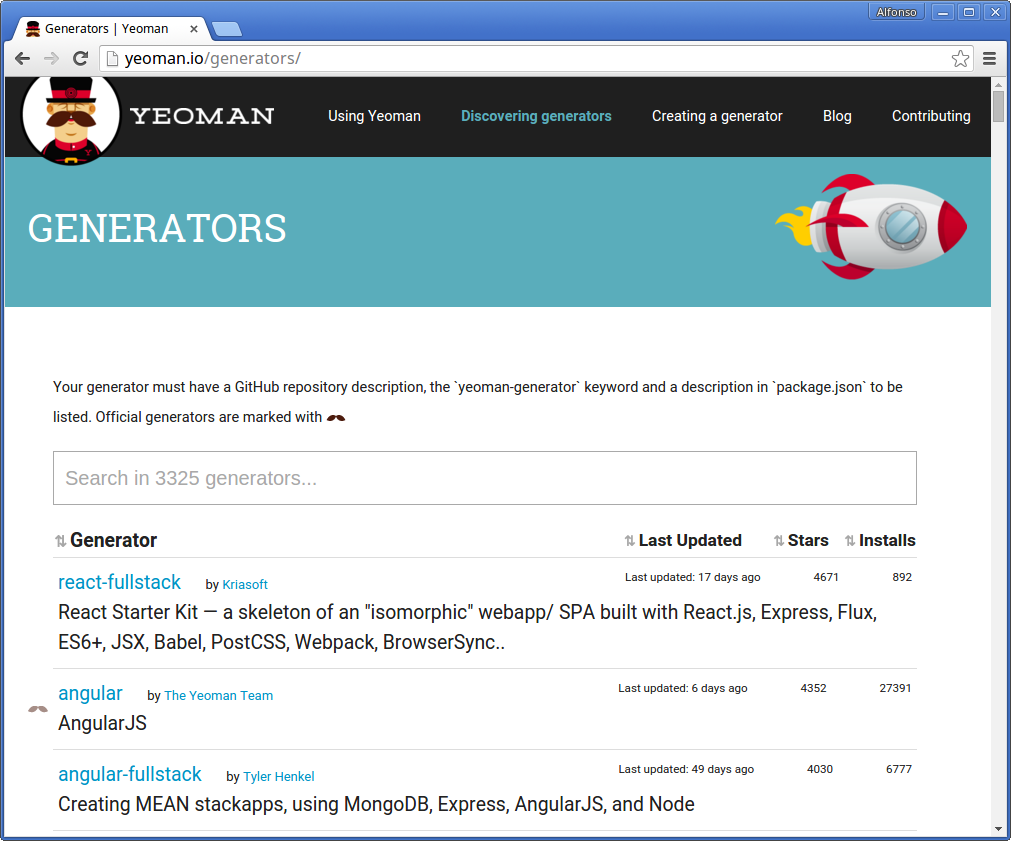 Alfonso
Generators | Yeoman
yeoman.io/generators/
YEOMAN
Using Yeoman Discovering generators Creating a generator Blog Contributing
GENERATORS
Your generator must have a GitHub repository description, the `yeoman-generator` keyword and a description in `package.json` to be
listed. Official generators are marked with
Search in 3325 generators...
Generator Last Updated Stars Installs
react-fullstack by Kriasoft Last updated: 17 days ago 4671 892
React Starter Kit — a skeleton of an "isomorphic" webapp/ SPA built with React.js, Express, Flux,
ES6+, JSX, Babel, PostCSS, Webpack, BrowserSync..
angular by The Yeoman Team Last updated: 6 days ago 4352 27391
AngularJS
angular-fullstack by Tyler Henkel Last updated: 49 days ago 4030 6777
Creating MEAN stackapps, using MongoDB, Express, AngularJS, and Node